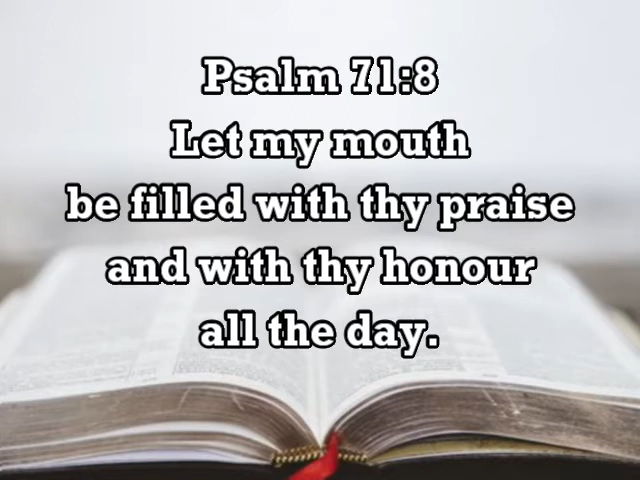 Psalm 71:8
Let my mouth
be filled with thy praise
and with thy honour
all the day.